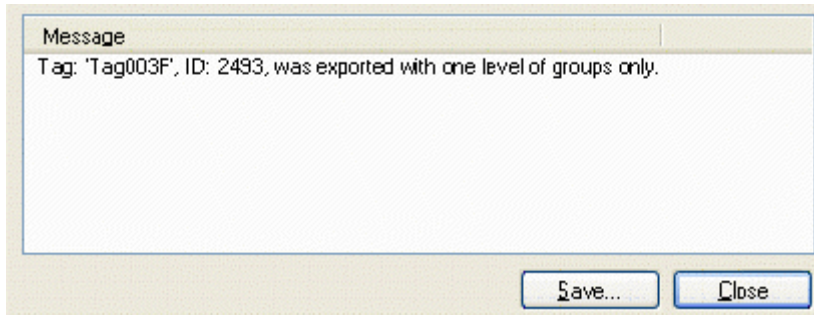 Message
Tag: 'Tag003F', ID: 2493, was exported with one level of groups only.
Save... Close